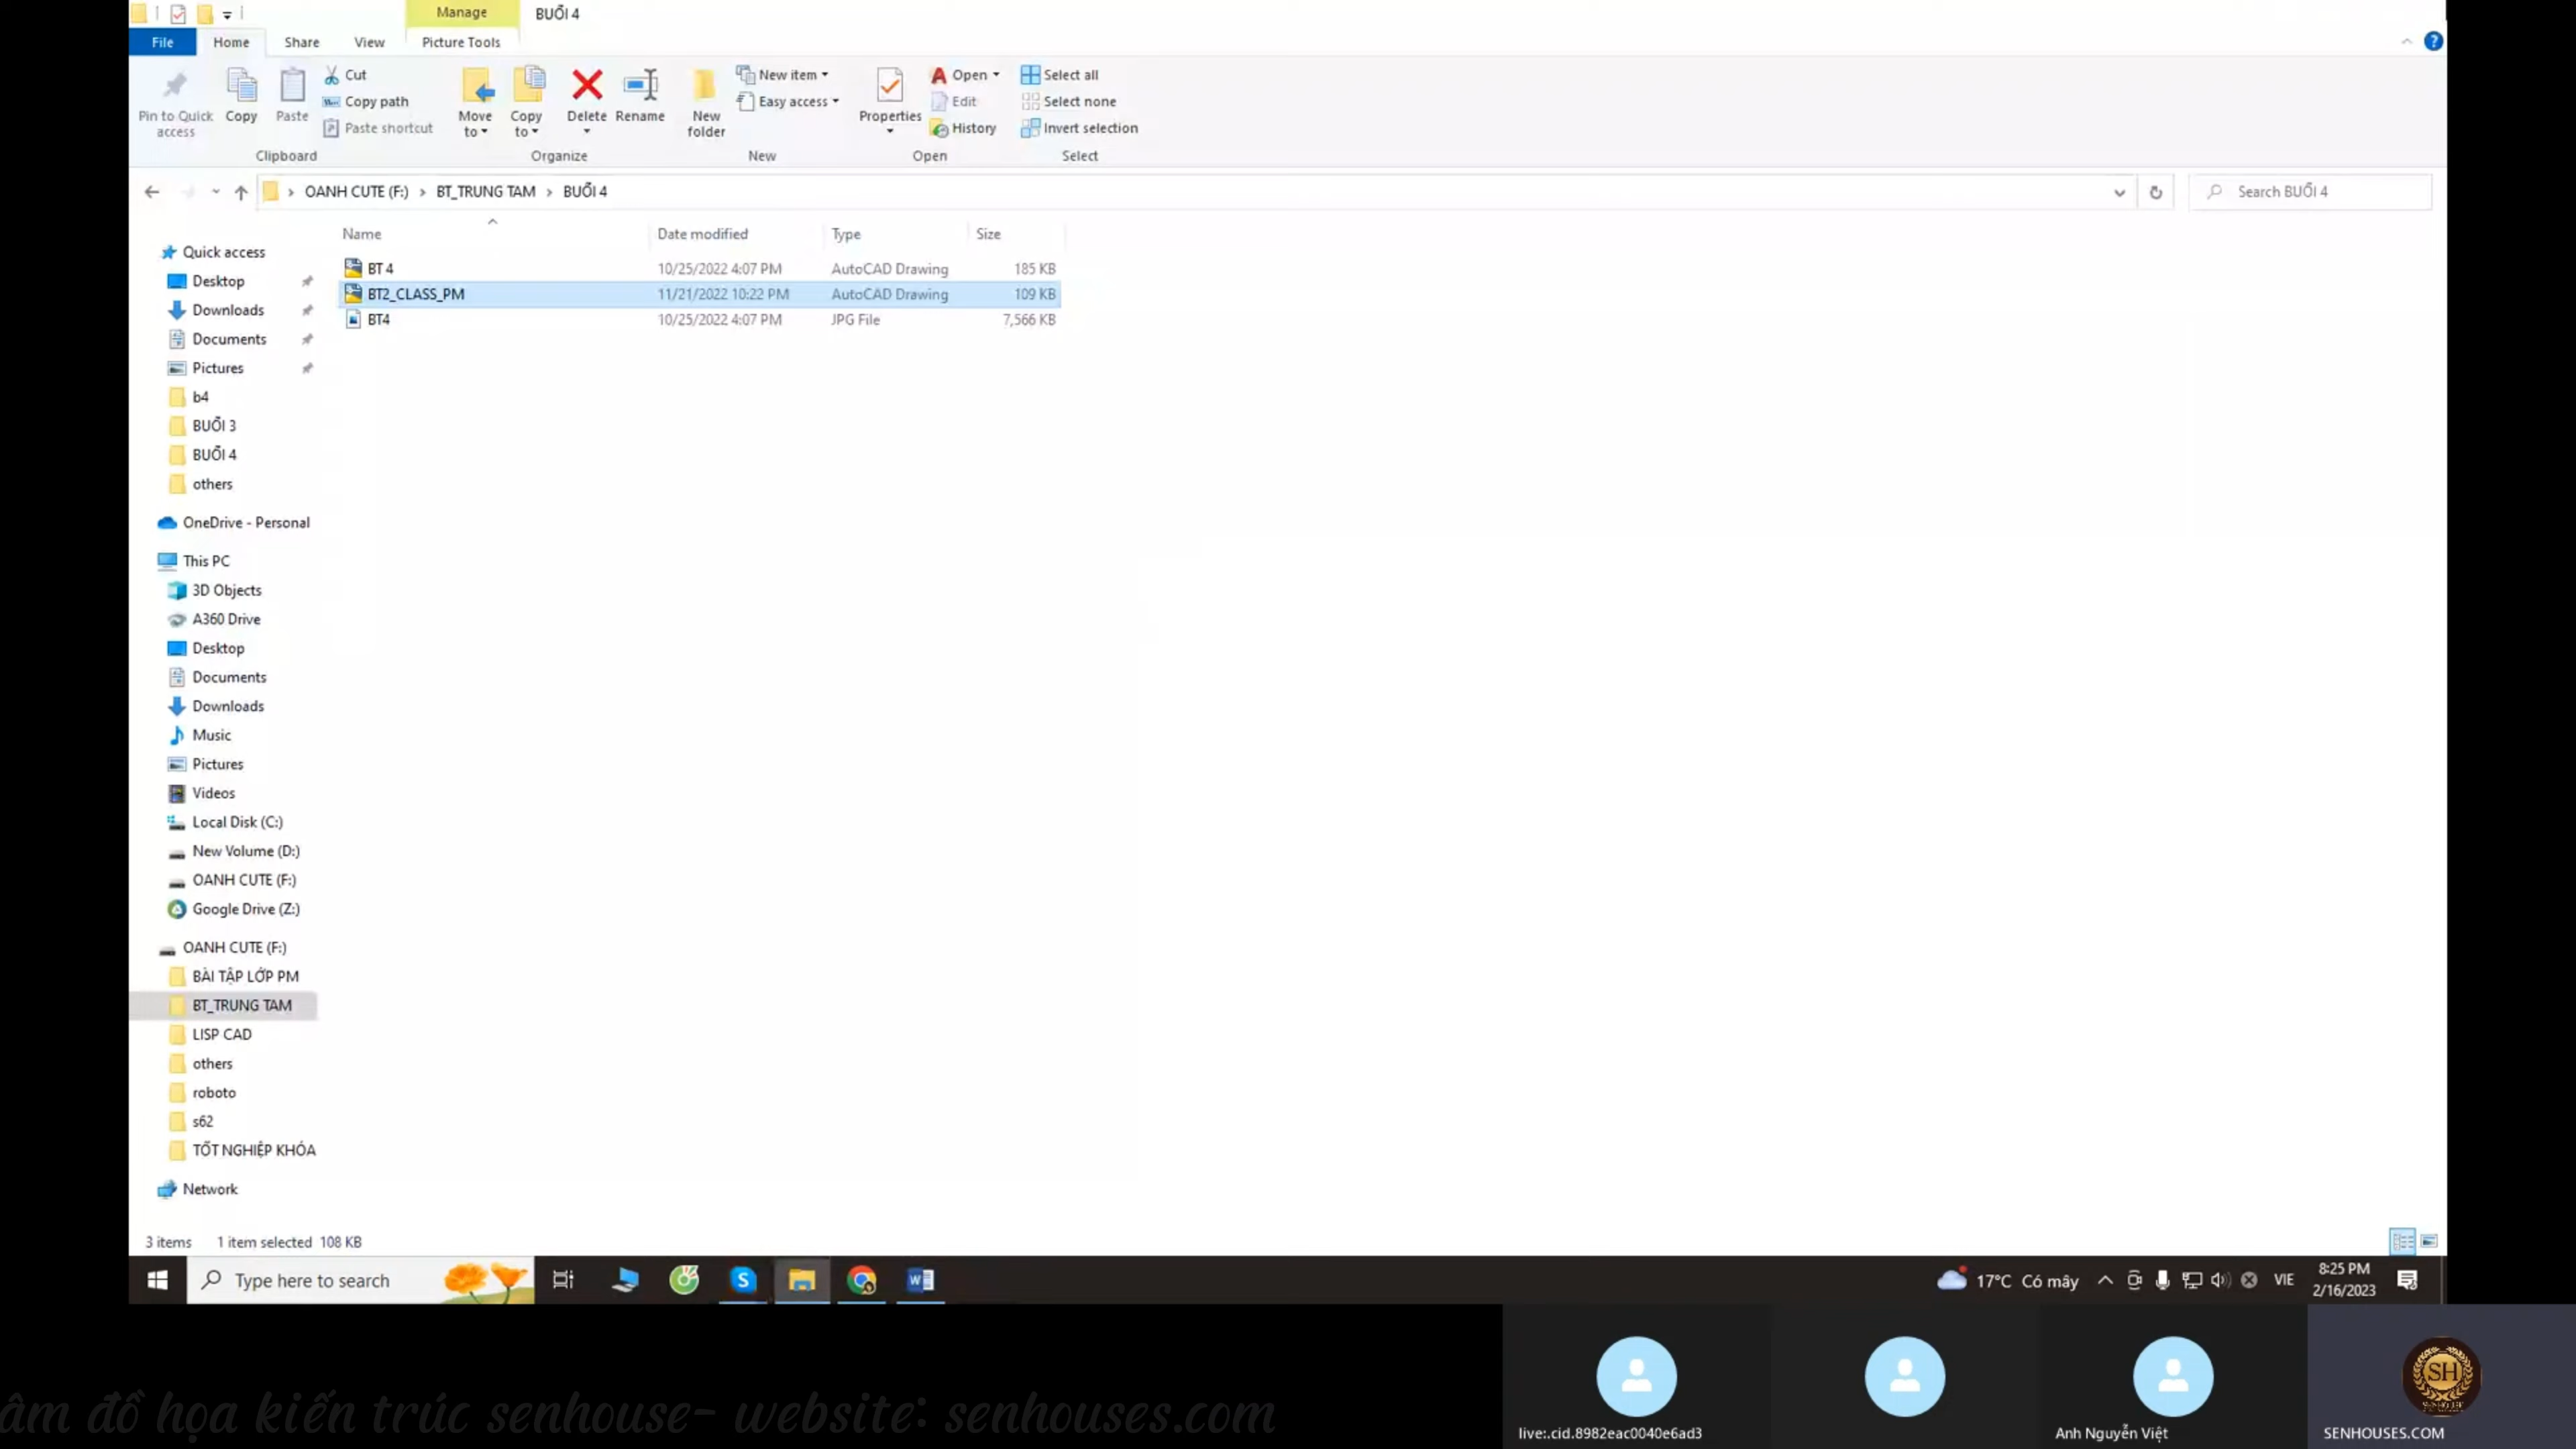 Manage
BUỔI 4
File
Home
Share
View
Picture Tools
Pin to Quick access
Copy
Paste
Cut
Copy path
Paste shortcut
Clipboard
Move to
Copy to
Delete
Rename
Organize
New folder
New item
Easy access
New
Properties
Open
Edit
History
Open
Select all
Select none
Invert selection
Select
OANH CUTE (F:) › BT_TRUNG TAM › BUỔI 4
Search BUỔI 4
Name
Date modified
Type
Size
BT 4 10/25/2022 4:07 PM AutoCAD Drawing 185 KB
BT2_CLASS_PM 11/21/2022 10:22 PM AutoCAD Drawing 109 KB
BT4 10/25/2022 4:07 PM JPG File 7,566 KB
Quick access
Desktop
Downloads
Documents
Pictures
b4
BUỔI 3
BUỔI 4
others
OneDrive - Personal
This PC
3D Objects
A360 Drive
Desktop
Documents
Downloads
Music
Pictures
Videos
Local Disk (C:)
New Volume (D:)
OANH CUTE (F:)
Google Drive (Z:)
OANH CUTE (F:)
BÀI TẬP LỚP PM
BT_TRUNG TAM
LISP CAD
others
roboto
s62
TỐT NGHIỆP KHÓA
Network
3 items 1 item selected 108 KB
Type here to search
17°C Có mây
VIE
8:25 PM
2/16/2023
âm đồ họa kiến trúc senhouse- website: senhouses.com
live:.cid.8982eac0040e6ad3
Anh Nguyễn Việt
SH
SENHOUSES.COM